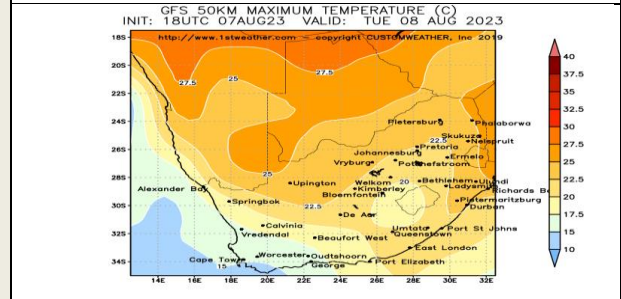 GFS 50KM MAXIMUM TEMPERATURE (C)
INIT: 18UTC 07AUG23 VALID: TUE 08 AUG 2023
http://www.1stweather.com - copyright CUSTOMWEATHER, Inc 2019
18S
20S
22S
24S
26S
28S
30S
32S
34S
27.5
25
27.5
22.5
25
20
22.5
15
Pietersburg
Phalaborwa
Skukuza
Nelspruit
Pretoria
Johannesburg
Ermelo
Vryburg
Potchefstroom
Upington
Welkom
Kimberley
Bethlehem
Ulundi
Ladysmith
Richards B
Alexander Bay
Bloemfontein
Springbok
Pietermaritzburg
Durban
De Aar
Calvinia
Vredendal
Beaufort West
Umtata
Queenstown
Port St Johns
East London
Cape Town
Worcester
Oudtshoorn
George
Port Elizabeth
14E 16E 18E 20E 22E 24E 26E 28E 30E 32E
40
37.5
35
32.5
30
27.5
25
22.5
20
17.5
15
10